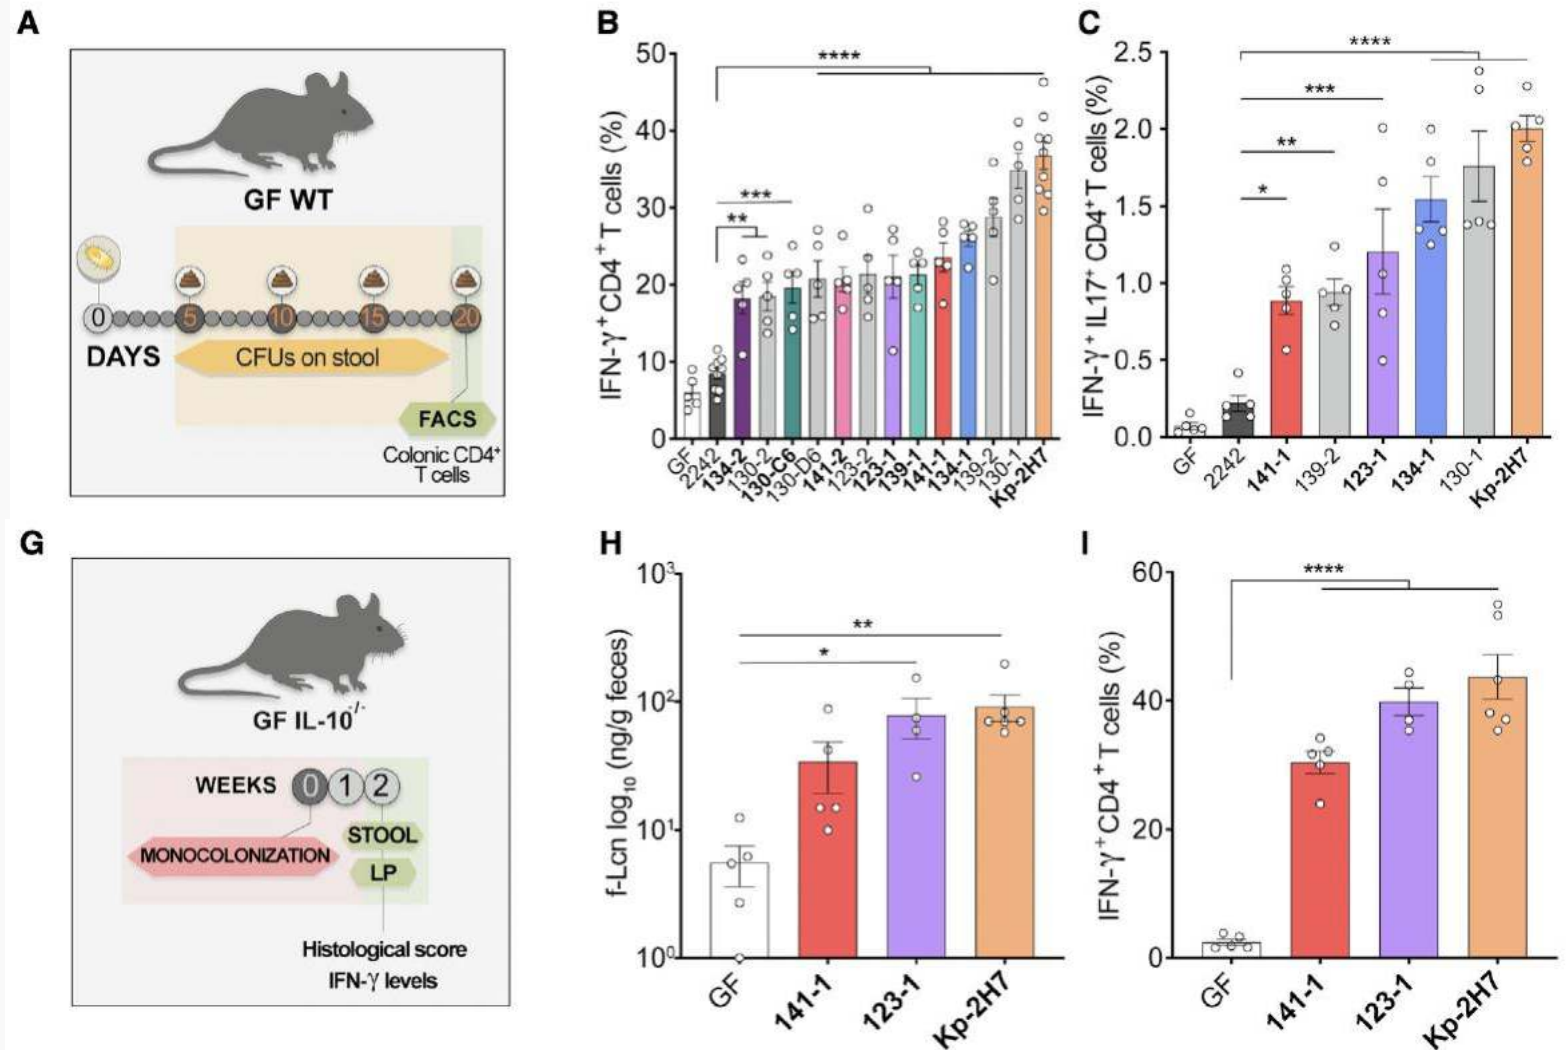 A
GF WT
0 5 10 15 20
DAYS
CFUs on stool
FACS
Colonic CD4⁺
T cells
B
IFN-γ⁺CD4⁺T cells (%)
50
40
30
20
10
0
****
***
**
GF
2242
134-2
130-2
130-C6
130-D6
141-2
123-2
123-1
139-1
141-1
134-1
139-2
130-1
Kp-2H7
C
IFN-γ⁺IL17⁺ CD4⁺T cells (%)
2.5
2.0
1.5
1.0
0.5
0.0
****
***
**
*
GF
2242
141-1
139-2
123-1
134-1
130-1
Kp-2H7
G
GF IL-10⁻/⁻
WEEKS 0 1 2
MONOCOLONIZATION
STOOL
LP
Histological score
IFN-γ levels
H
f-Lcn log₁₀ (ng/g feces)
10³
10²
10¹
10⁰
**
*
GF
141-1
123-1
Kp-2H7
I
IFN-γ⁺CD4⁺T cells (%)
60
40
20
0
****
GF
141-1
123-1
Kp-2H7